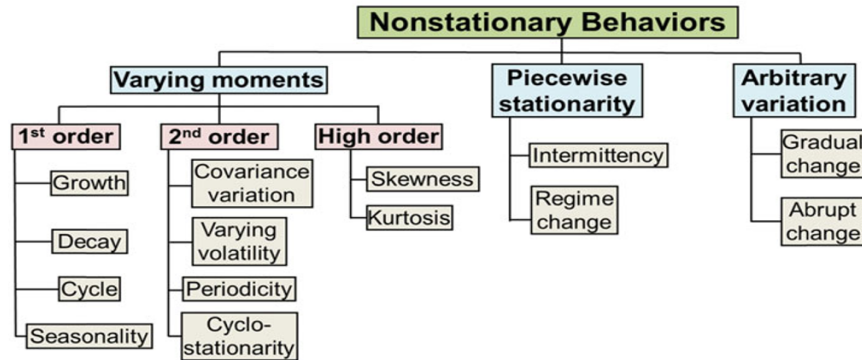 Nonstationary Behaviors
Varying moments
Piecewise
stationarity
Arbitrary
variation
1st order
2nd order
High order
Growth
Decay
Cycle
Seasonality
Covariance
variation
Varying
volatility
Periodicity
Cyclo-
stationarity
Skewness
Kurtosis
Intermittency
Regime
change
Gradual
change
Abrupt
change